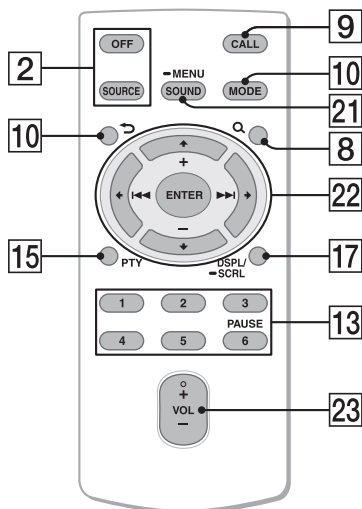 9
OFF
CALL
2
-MENU
10
SOURCE
SOUND
MODE
21
10
8
+
ENTER
22
-
15
PTY
DSPL/
-SCRL
17
1 2 3
PAUSE
13
4 5 6
+
VOL
23
-